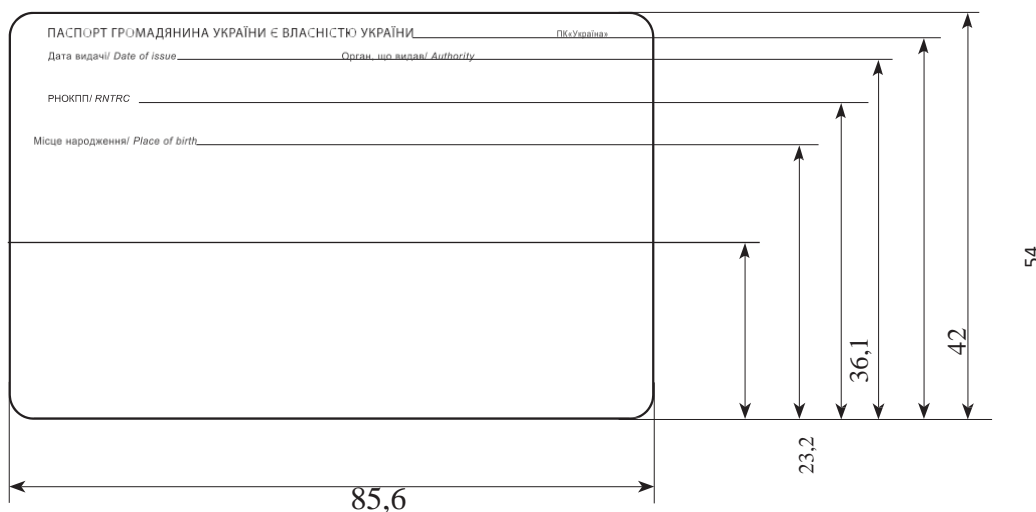 ПАСПОРТ ГРОМАДЯНИНА УКРАЇНИ Є ВЛАСНІСТЮ УКРАЇНИ ПК«Україна»
Дата видачі/ Date of issue Орган, що видав/ Authority
РНОКПП/ RNTRC
Місце народження/ Place of birth
54
42
36,1
23,2
85,6